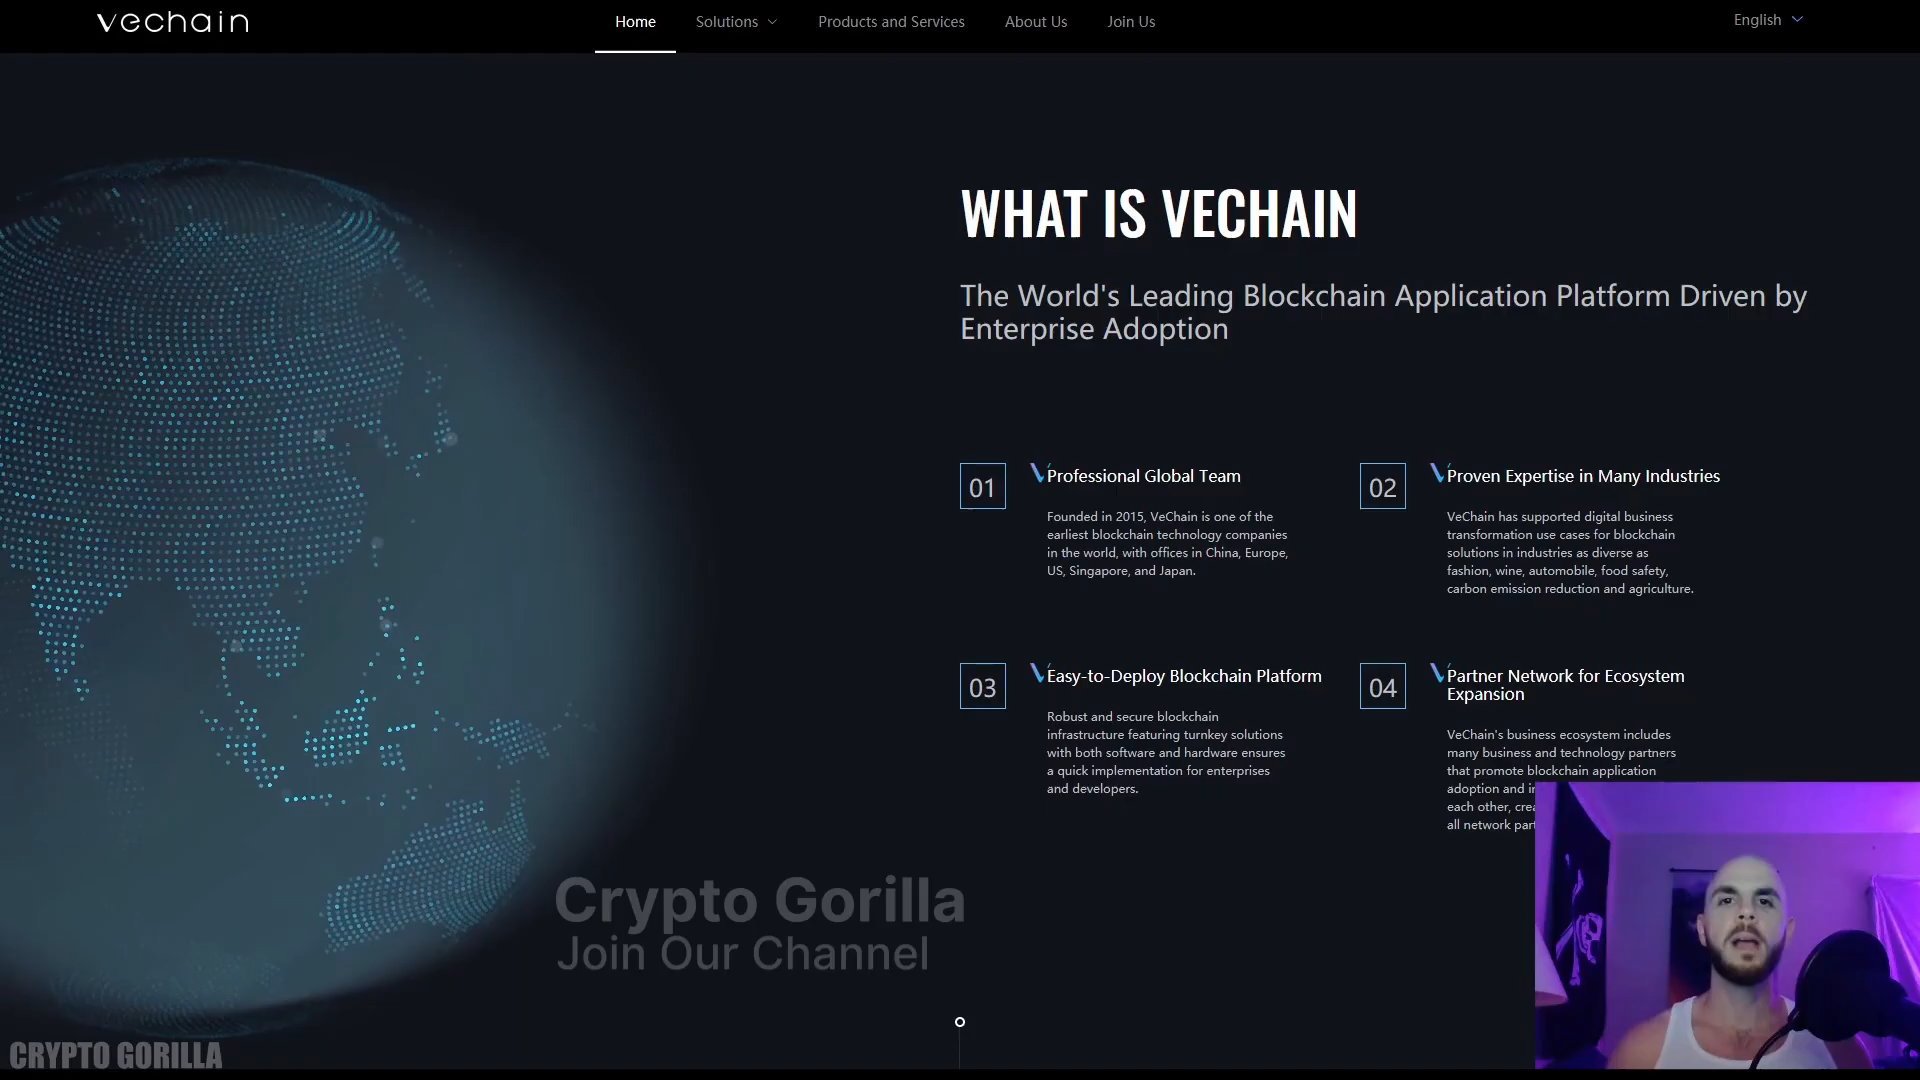 vechain
Home
Solutions
Products and Services
About Us
Join Us
English
WHAT IS VECHAIN
The World's Leading Blockchain Application Platform Driven by
Enterprise Adoption
01
Professional Global Team
Founded in 2015, VeChain is one of the
earliest blockchain technology companies
in the world, with offices in China, Europe,
US, Singapore, and Japan.
02
Proven Expertise in Many Industries
VeChain has supported digital business
transformation use cases for blockchain
solutions in industries as diverse as
fashion, wine, automobile, food safety,
carbon emission reduction and agriculture.
03
Easy-to-Deploy Blockchain Platform
Robust and secure blockchain
infrastructure featuring turnkey solutions
with both software and hardware ensures
a quick implementation for enterprises
and developers.
04
Partner Network for Ecosystem
Expansion
VeChain's business ecosystem includes
many business and technology partners
that promote blockchain application
adoption and
each other,
all network
Crypto Gorilla
Join Our Channel
CRYPTO GORILLA